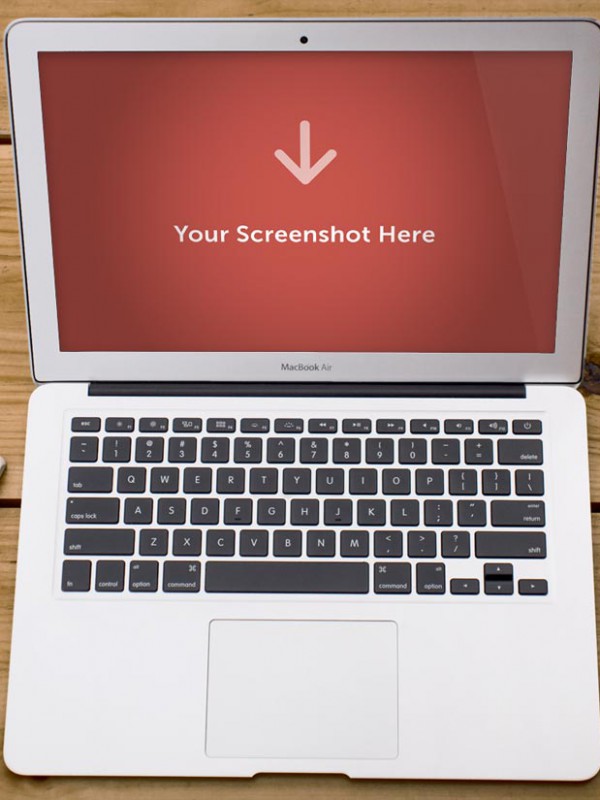 Your Screenshot Here
MacBook Air
esc
~ ! @ # $ % ^ & * ( ) _ +
` 1 2 3 4 5 6 7 8 9 0 - = delete
tab Q W E R T Y U I O P { } |
[ ] \
caps lock A S D F G H J K L : " enter
; ' return
shift Z X C V B N M < > ? shift
, . /
alt ⌘ ⌘ alt
fn control option command command option